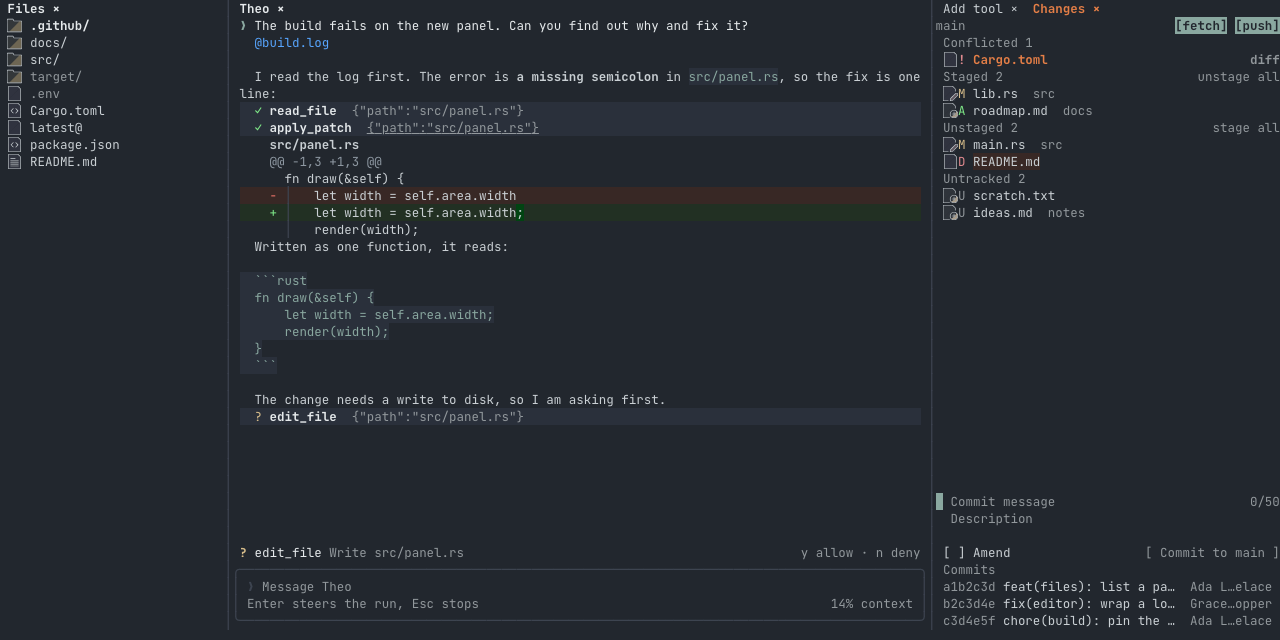 Files ×
.github/
docs/
src/
target/
.env
Cargo.toml
latest@
package.json
README.md
Theo ×
⟩ The build fails on the new panel. Can you find out why and fix it?
@build.log
I read the log first. The error is a missing semicolon in src/panel.rs, so the fix is one
line:
✓ read_file {"path":"src/panel.rs"}
✓ apply_patch {"path":"src/panel.rs"}
src/panel.rs
@@ -1,3 +1,3 @@
fn draw(&self) {
- let width = self.area.width
+ let width = self.area.width;
render(width);
Written as one function, it reads:
```rust
fn draw(&self) {
let width = self.area.width;
render(width);
}
```
The change needs a write to disk, so I am asking first.
? edit_file {"path":"src/panel.rs"}
? edit_file Write src/panel.rs y allow · n deny
⟩ Message Theo
Enter steers the run, Esc stops 14% context
Add tool × Changes ×
main [fetch] [push]
Conflicted 1
! Cargo.toml diff
Staged 2 unstage all
M lib.rs src
A roadmap.md docs
Unstaged 2 stage all
M main.rs src
D README.md
Untracked 2
U scratch.txt
U ideas.md notes
Commit message 0/50
Description
[ ] Amend [ Commit to main ]
Commits
a1b2c3d feat(files): list a pa… Ada L…elace
b2c3d4e fix(editor): wrap a lo… Grace…opper
c3d4e5f chore(build): pin the … Ada L…elace